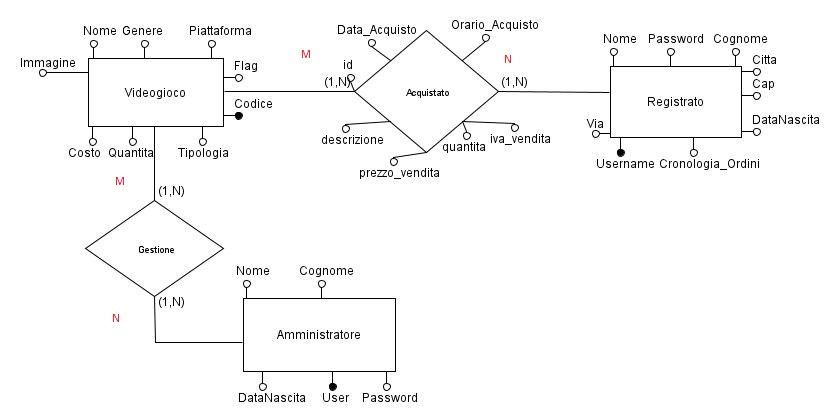 Nome Genere Piattaforma
Immagine
Flag
Codice
Videogioco
Costo Quantita Tipologia
M
Data_Acquisto
Orario_Acquisto
N
id
(1,N)
(1,N)
Acquistato
descrizione
prezzo_vendita
quantita
iva_vendita
Nome Password Cognome
Citta
Cap
DataNascita
Registrato
Via
Username Cronologia_Ordini
M
(1,N)
Gestione
(1,N)
N
Nome Cognome
Amministratore
DataNascita User Password